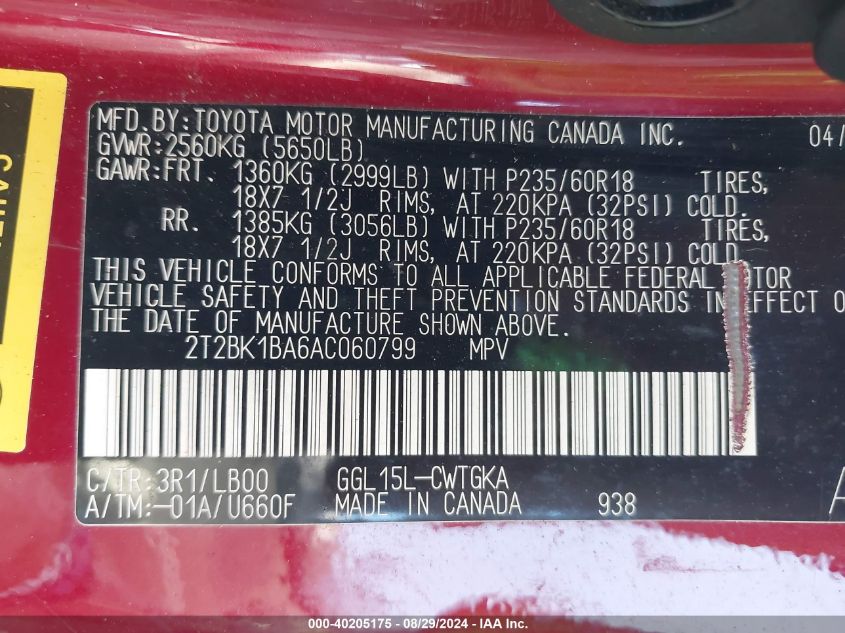 MFD.BY:TOYOTA MOTOR MANUFACTURING CANADA INC. 04/
GVWR:2560KG (5650LB)
GAWR:FRT. 1360KG (2999LB) WITH P235/60R18 TIRES,
18X7 1/2J RIMS, AT 220KPA (32PSI) COLD.
RR. 1385KG (3056LB) WITH P235/60R18 TIRES,
18X7 1/2J RIMS, AT 220KPA (32PSI) COLD
THIS VEHICLE CONFORMS TO ALL APPLICABLE FEDERAL TOR
VEHICLE SAFETY AND THEFT PREVENTION STANDARDS IN EFFECT O
THE DATE OF MANUFACTURE SHOWN ABOVE.
2T2BK1BA6AC060799 MPV
C/TR:3R1/LB00 GGL15L-CWTGKA
A/TM:-01A/U660F MADE IN CANADA 938 A
000-40205175 - 08/29/2024 - IAA Inc.